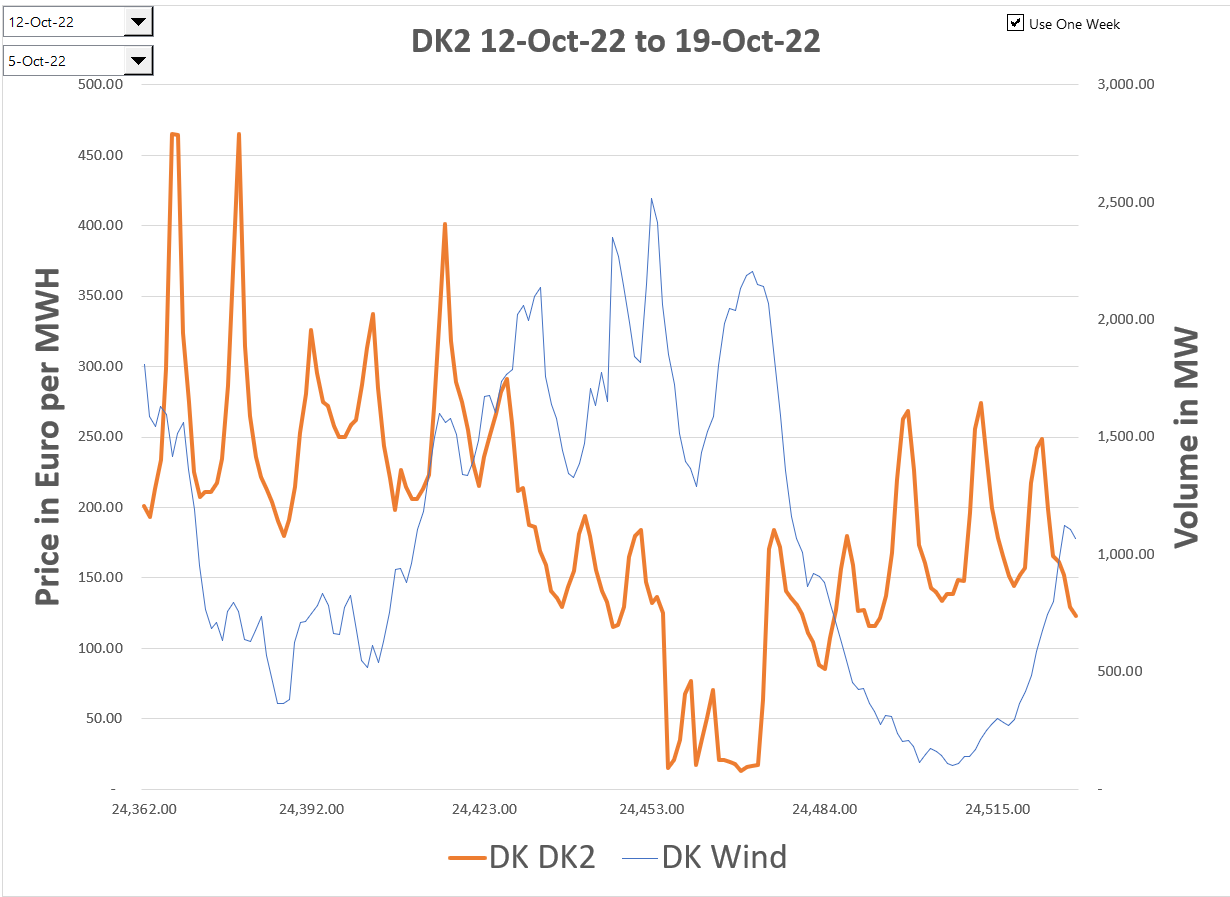 12-Oct-22
5-Oct-22
DK2 12-Oct-22 to 19-Oct-22
Use One Week
Price in Euro per MWH
500.00
450.00
400.00
350.00
300.00
250.00
200.00
150.00
100.00
50.00
-
3,000.00
2,500.00
2,000.00
1,500.00
1,000.00
500.00
-
Volume in MW
24,362.00 24,392.00 24,423.00 24,453.00 24,484.00 24,515.00
DK DK2 DK Wind